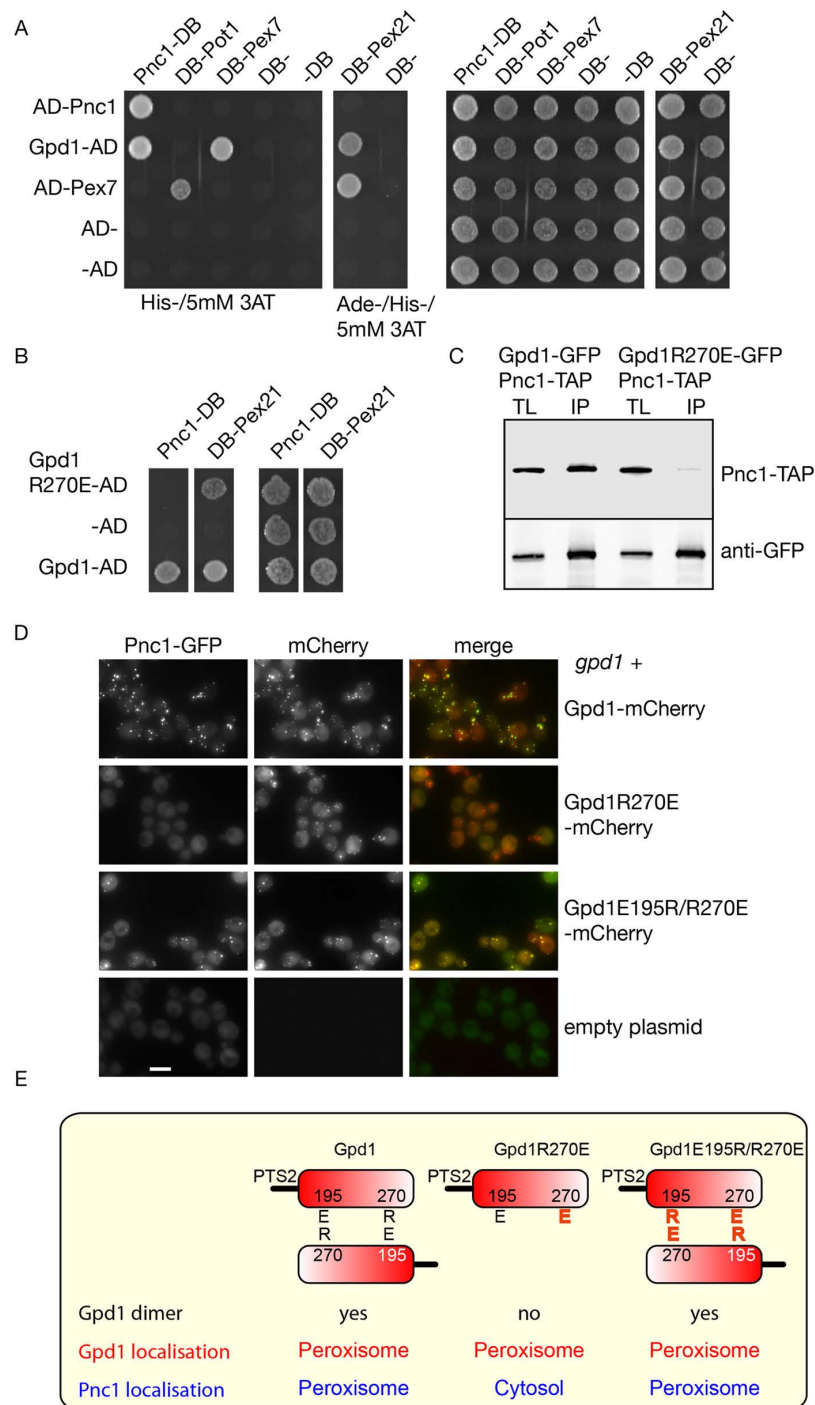 A
Pnc1-DB
DB-Pot1
DB-Pex7
DB-
-DB
DB-Pex21
DB-
Pnc1-DB
DB-Pot1
DB-Pex7
DB-
-DB
DB-Pex21
DB-
AD-Pnc1
Gpd1-AD
AD-Pex7
AD-
-AD
His-/5mM 3AT
Ade-/His-/
5mM 3AT
B
Pnc1-DB
DB-Pex21
Pnc1-DB
DB-Pex21
Gpd1
R270E-AD
-AD
Gpd1-AD
C
Gpd1-GFP Gpd1R270E-GFP
Pnc1-TAP Pnc1-TAP
TL IP TL IP
Pnc1-TAP
anti-GFP
D
Pnc1-GFP mCherry merge
gpd1 +
Gpd1-mCherry
Gpd1R270E
-mCherry
Gpd1E195R/R270E
-mCherry
empty plasmid
E
Gpd1 Gpd1R270E Gpd1E195R/R270E
PTS2 PTS2 PTS2
195 270 195 270 195 270
E R E E R E
R E E R
270 195 270 195
Gpd1 dimer yes no yes
Gpd1 localisation Peroxisome Peroxisome Peroxisome
Pnc1 localisation Peroxisome Cytosol Peroxisome